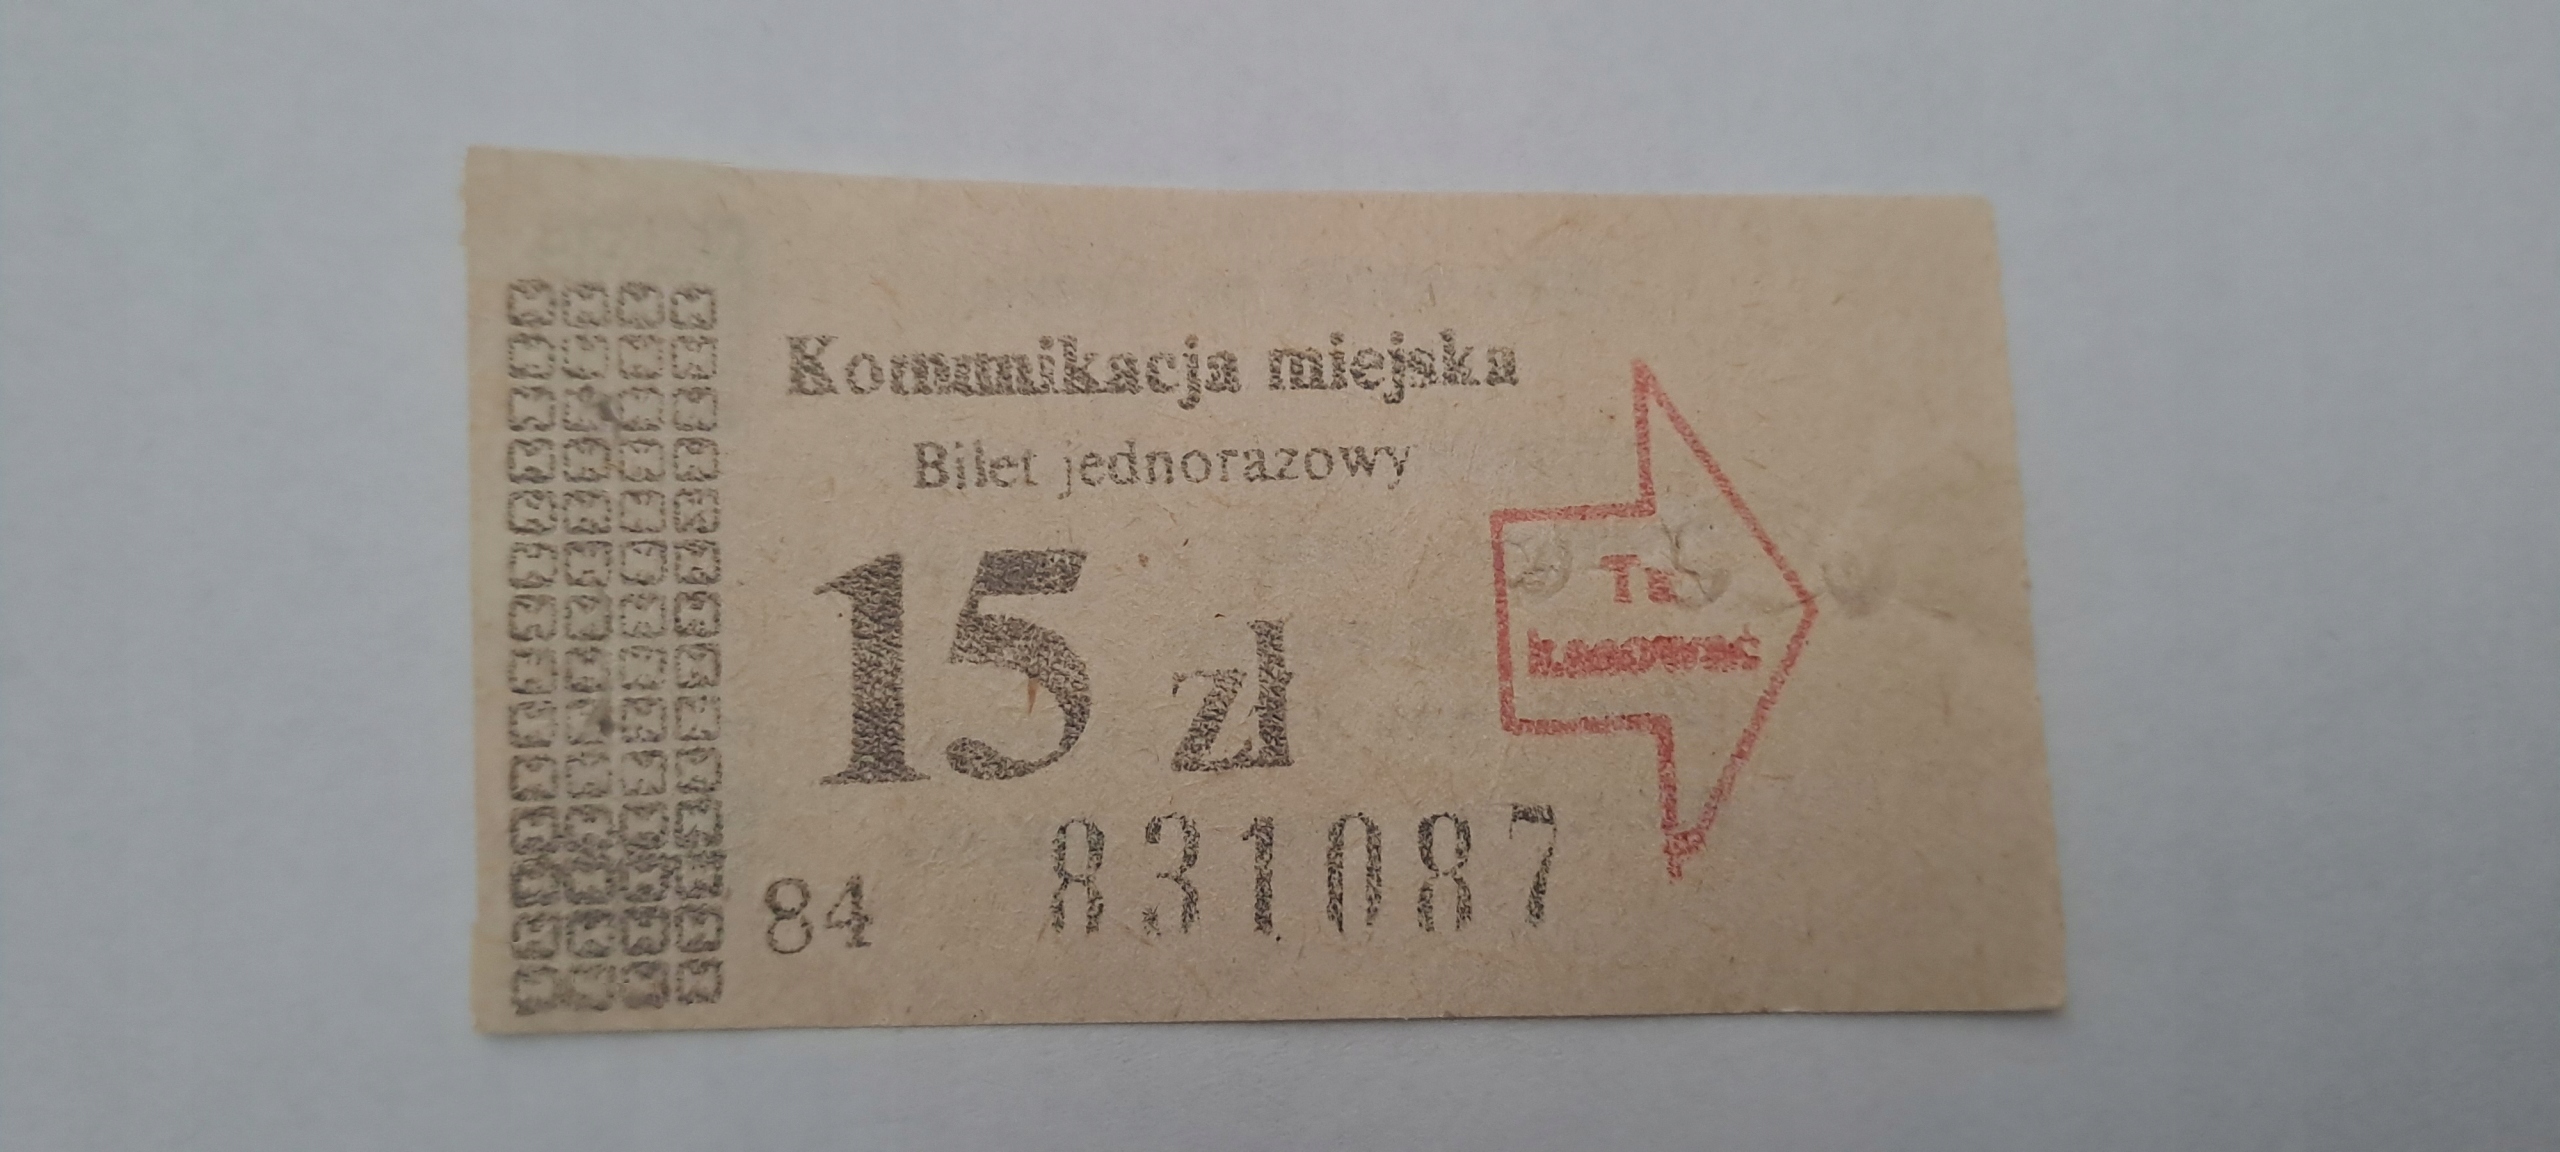 Komunikacja miejska
Bilet jednorazowy
15 zł
Tu
kasować
84 831087